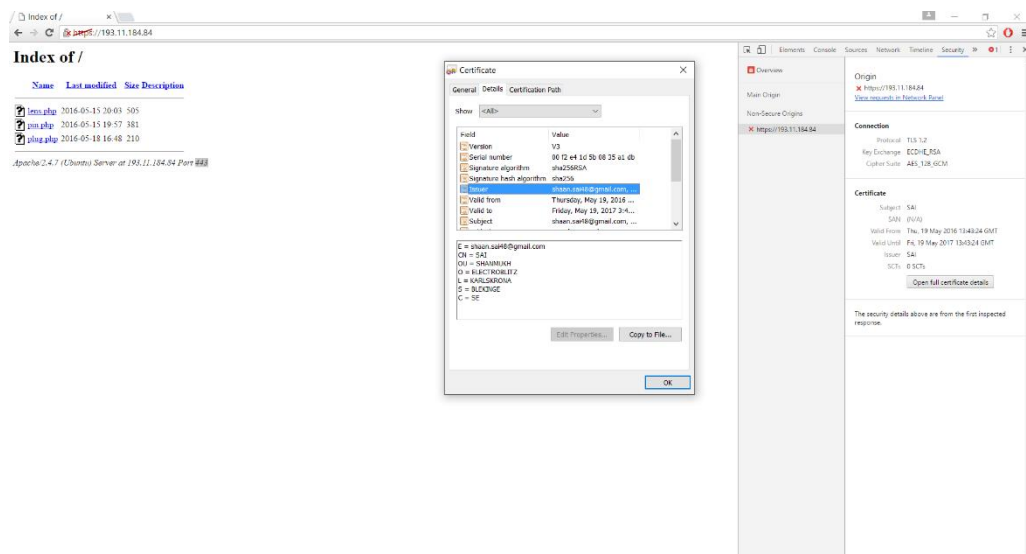 Index of /
https://193.11.184.84
Index of /
Name Last modified Size Description
lens.php 2016-05-15 20:03 505
pin.php 2016-05-15 19:57 381
plug.php 2016-05-18 16:48 210
Apache/2.4.7 (Ubuntu) Server at 193.11.184.84 Port 443
Certificate
General Details Certification Path
Show <All>
Field Value
Version V3
Serial number 00 f2 e4 1d 5b 08 35 a1 db
Signature algorithm sha256RSA
Signature hash algorithm sha256
Issuer shaan.sai48@gmail.com, ...
Valid from Thursday, May 19, 2016 ...
Valid to Friday, May 19, 2017 3:4...
Subject shaan.sai48@gmail.com, ...
E = shaan.sai48@gmail.com
CN = SAI
OU = SHANMUKH
O = ELECTROBLITZ
L = KARLSKRONA
S = BLEKINGE
C = SE
Edit Properties... Copy to File...
OK
Elements Console Sources Network Timeline Security » 1
Overview
Main Origin
Non-Secure Origins
https://193.11.184.84
Origin
https://193.11.184.84
View requests in Network Panel
Connection
Protocol TLS 1.2
Key Exchange ECDHE_RSA
Cipher Suite AES_128_GCM
Certificate
Subject SAI
SAN (N/A)
Valid From Thu, 19 May 2016 13:43:24 GMT
Valid Until Fri, 19 May 2017 13:43:24 GMT
Issuer SAI
SCTs 0 SCTs
Open full certificate details
The security details above are from the first inspected
response.